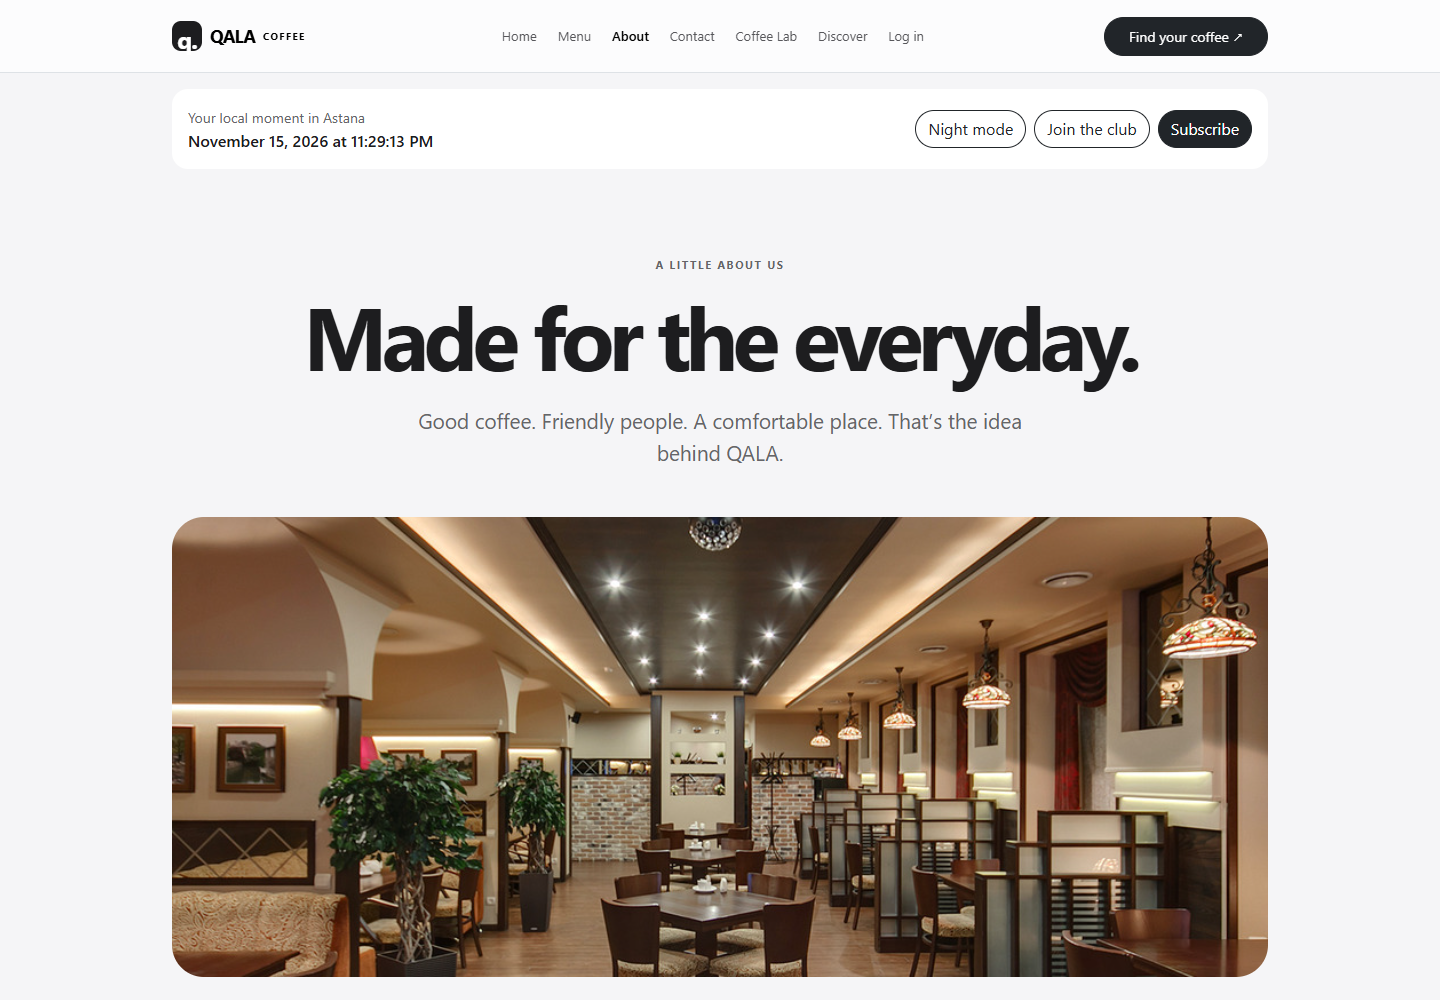 q.
QALA COFFEE
Home Menu About Contact Coffee Lab Discover Log in
Find your coffee ↗
Your local moment in Astana
November 15, 2026 at 11:29:13 PM
Night mode Join the club Subscribe
A LITTLE ABOUT US
Made for the everyday.
Good coffee. Friendly people. A comfortable place. That’s the idea
behind QALA.